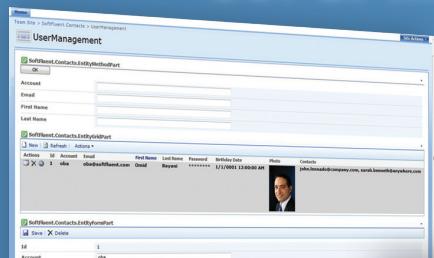 Home
Team Site > SoftFluent.Contacts > UserManagement
Site Actions
UserManagement
SoftFluent.Contacts.EntityMethodPart
OK
Account
Email
First Name
Last Name
SoftFluent.Contacts.EntityGridPart
New Refresh Actions
Actions Id Account Email First Name Last Name Password Birthday Date Photo Contacts
1 oba oba@softfluent.com Omid Bayani ******** 1/1/0001 12:00:00 AM
SoftFluent.Contacts.EntityFormPart
Save Delete
Id 1
Account oba